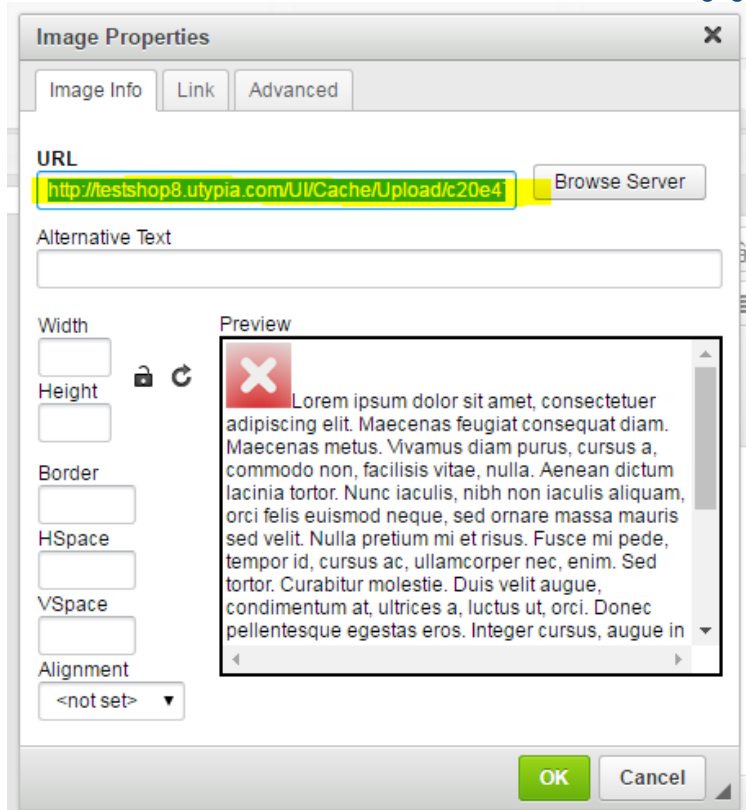 Image Properties
Image Info Link Advanced
URL
http://testshop8.utypia.com/UI/Cache/Upload/c20e4
Browse Server
Alternative Text
Width
Preview
Height
Border
HSpace
VSpace
Alignment
<not set>
Lorem ipsum dolor sit amet, consectetuer
adipiscing elit. Maecenas feugiat consequat diam.
Maecenas metus. Vivamus diam purus, cursus a,
commodo non, facilisis vitae, nulla. Aenean dictum
lacinia tortor. Nunc iaculis, nibh non iaculis aliquam,
orci felis euismod neque, sed ornare massa mauris
sed velit. Nulla pretium mi et risus. Fusce mi pede,
tempor id, cursus ac, ullamcorper nec, enim. Sed
tortor. Curabitur molestie. Duis velit augue,
condimentum at, ultrices a, luctus ut, orci. Donec
pellentesque egestas eros. Integer cursus, augue in
OK Cancel